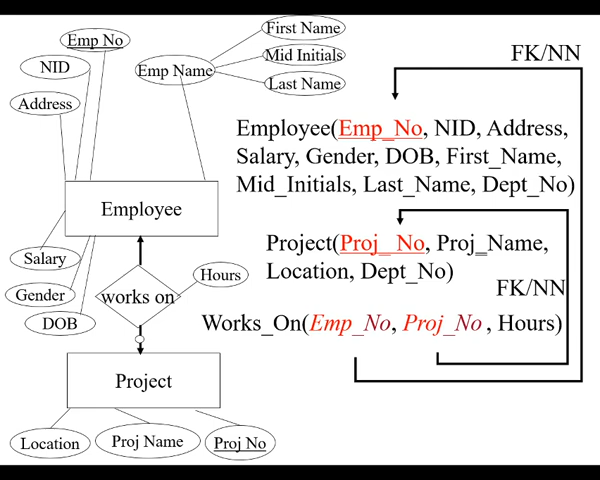 Emp No
First Name
NID
Emp Name
Mid Initials
Last Name
Address
FK/NN
Employee(Emp_No, NID, Address,
Salary, Gender, DOB, First_Name,
Mid_Initials, Last_Name, Dept_No)
Employee
Project(Proj_No, Proj_Name,
Location, Dept_No)
Salary
Hours
Gender
works on
FK/NN
DOB
Works_On(Emp_No, Proj_No, Hours)
Project
Location
Proj Name
Proj No